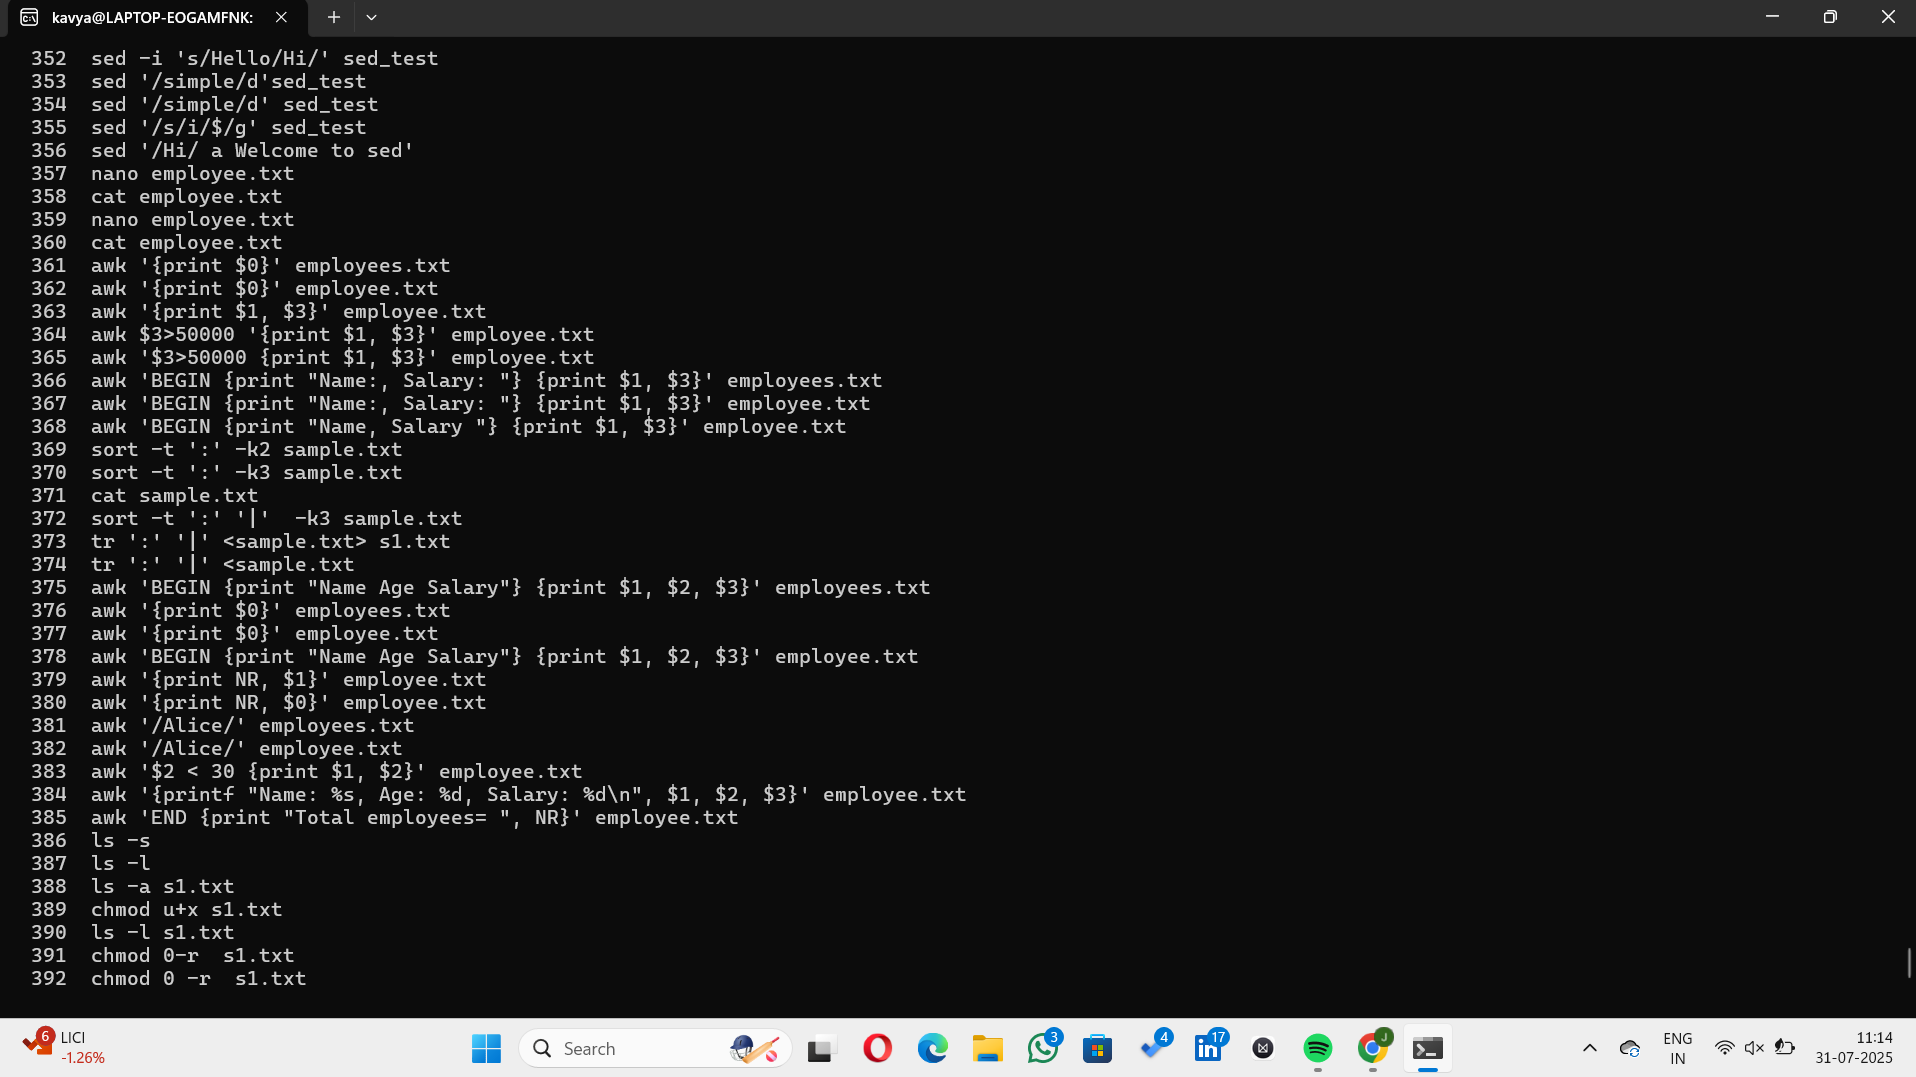 kavya@LAPTOP-EOGAMFNK:
352 sed -i 's/Hello/Hi/' sed_test
353 sed '/simple/d'sed_test
354 sed '/simple/d' sed_test
355 sed '/s/i/$/g' sed_test
356 sed '/Hi/ a Welcome to sed'
357 nano employee.txt
358 cat employee.txt
359 nano employee.txt
360 cat employee.txt
361 awk '{print $0}' employees.txt
362 awk '{print $0}' employee.txt
363 awk '{print $1, $3}' employee.txt
364 awk $3>50000 '{print $1, $3}' employee.txt
365 awk '$3>50000 {print $1, $3}' employee.txt
366 awk 'BEGIN {print "Name:, Salary: "} {print $1, $3}' employees.txt
367 awk 'BEGIN {print "Name:, Salary: "} {print $1, $3}' employee.txt
368 awk 'BEGIN {print "Name, Salary "} {print $1, $3}' employee.txt
369 sort -t ':' -k2 sample.txt
370 sort -t ':' -k3 sample.txt
371 cat sample.txt
372 sort -t ':' '|'  -k3 sample.txt
373 tr ':' '|' <sample.txt> s1.txt
374 tr ':' '|' <sample.txt
375 awk 'BEGIN {print "Name Age Salary"} {print $1, $2, $3}' employees.txt
376 awk '{print $0}' employees.txt
377 awk '{print $0}' employee.txt
378 awk 'BEGIN {print "Name Age Salary"} {print $1, $2, $3}' employee.txt
379 awk '{print NR, $1}' employee.txt
380 awk '{print NR, $0}' employee.txt
381 awk '/Alice/' employees.txt
382 awk '/Alice/' employee.txt
383 awk '$2 < 30 {print $1, $2}' employee.txt
384 awk '{printf "Name: %s, Age: %d, Salary: %d\n", $1, $2, $3}' employee.txt
385 awk 'END {print "Total employees= ", NR}' employee.txt
386 ls -s
387 ls -l
388 ls -a s1.txt
389 chmod u+x s1.txt
390 ls -l s1.txt
391 chmod 0-r  s1.txt
392 chmod 0 -r  s1.txt
6 LICI
-1.26%
Search
3
4
17
J
ENG
IN
11:14
31-07-2025